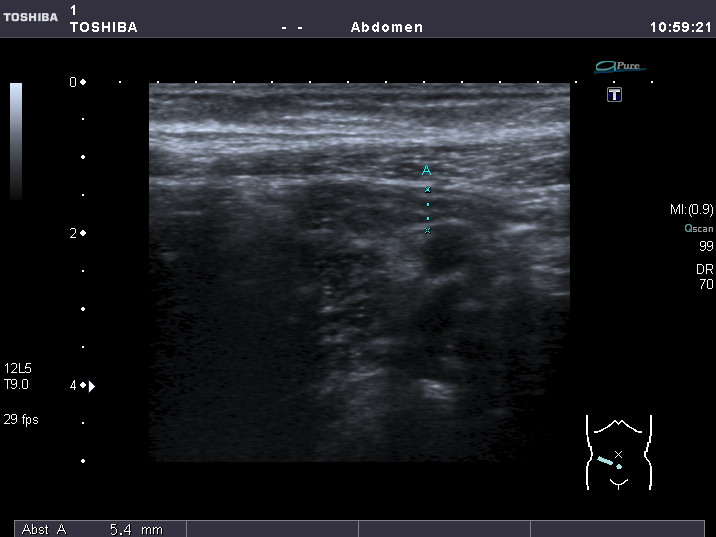 TOSHIBA
1
TOSHIBA - - Abdomen 10:59:21
aPure
T
0
A
MI:(0.9)
Qscan
99
DR
70
2
12L5
T9.0
4
29 fps
Abst A 5.4 mm